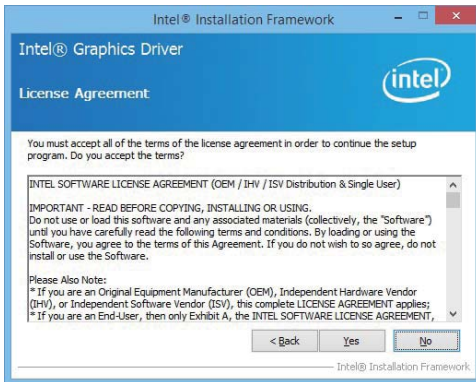 Intel® Installation Framework
Intel® Graphics Driver
intel
License Agreement
You must accept all of the terms of the license agreement in order to continue the setup
program. Do you accept the terms?
INTEL SOFTWARE LICENSE AGREEMENT (OEM / IHV / ISV Distribution & Single User)
IMPORTANT - READ BEFORE COPYING, INSTALLING OR USING.
Do not use or load this software and any associated materials (collectively, the "Software")
until you have carefully read the following terms and conditions. By loading or using the
Software, you agree to the terms of this Agreement. If you do not wish to so agree, do not
install or use the Software.
Please Also Note:
* If you are an Original Equipment Manufacturer (OEM), Independent Hardware Vendor
(IHV), or Independent Software Vendor (ISV), this complete LICENSE AGREEMENT applies;
* If you are an End-User, then only Exhibit A, the INTEL SOFTWARE LICENSE AGREEMENT,
< Back Yes No
Intel® Installation Framework